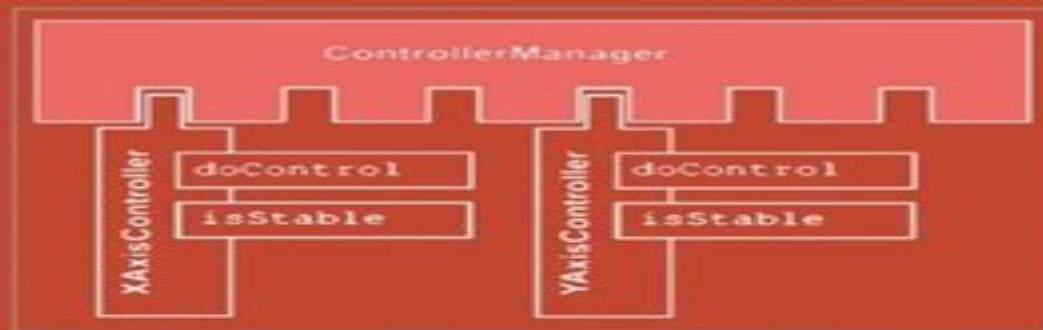 ControllerManager
XAxisController
doControl
isStable
YAxisController
doControl
isStable